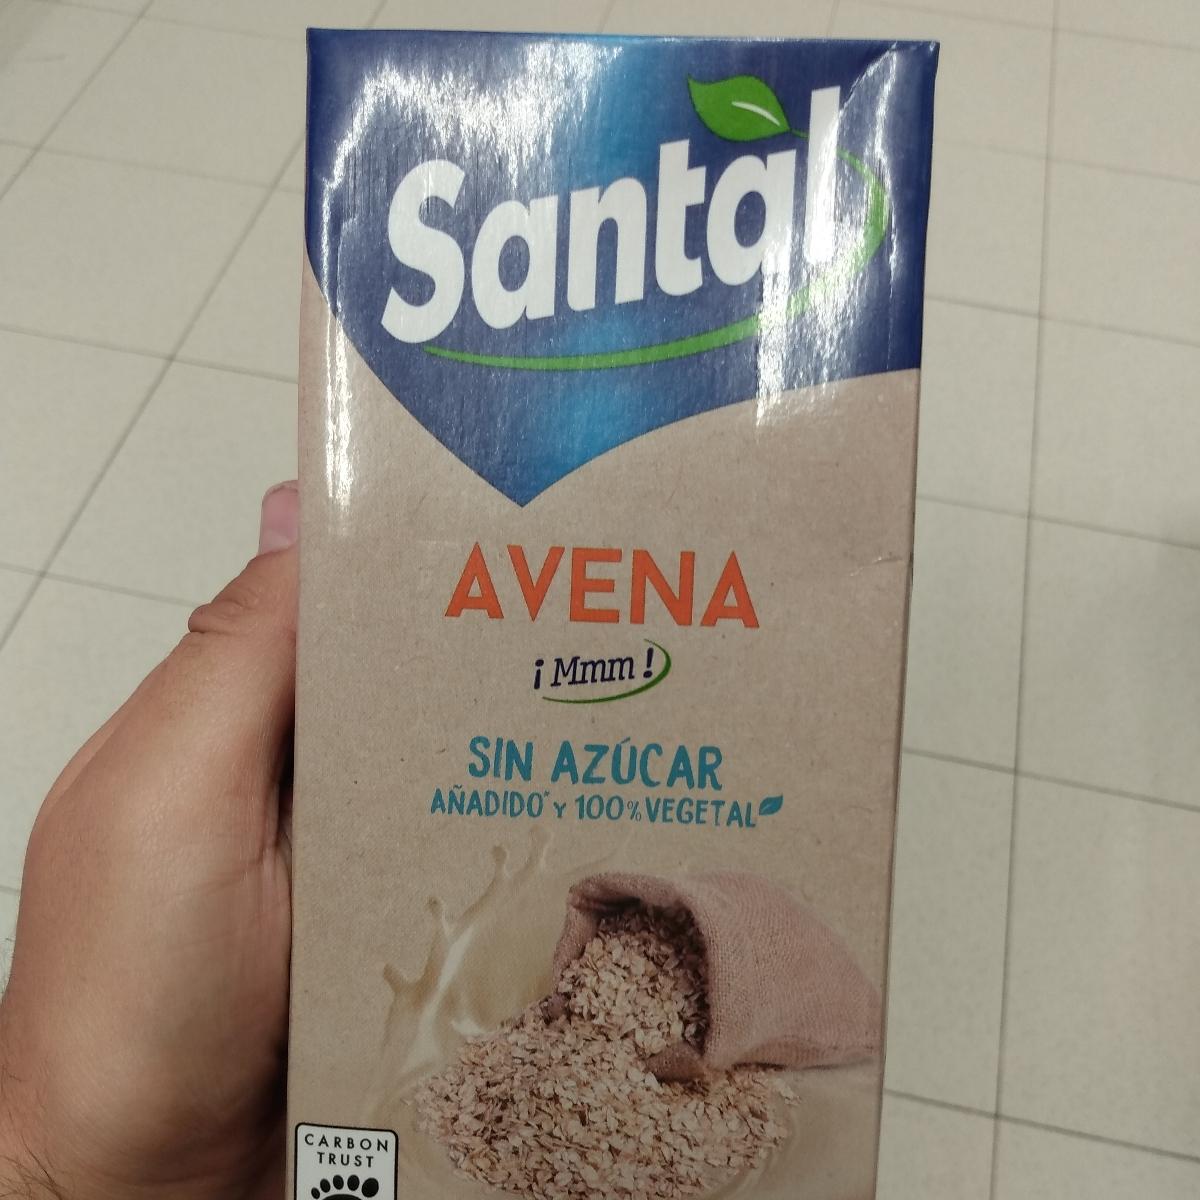 Santal
AVENA
¡Mmm!
SIN AZÚCAR
AÑADIDO* Y 100% VEGETAL
CARBON
TRUST